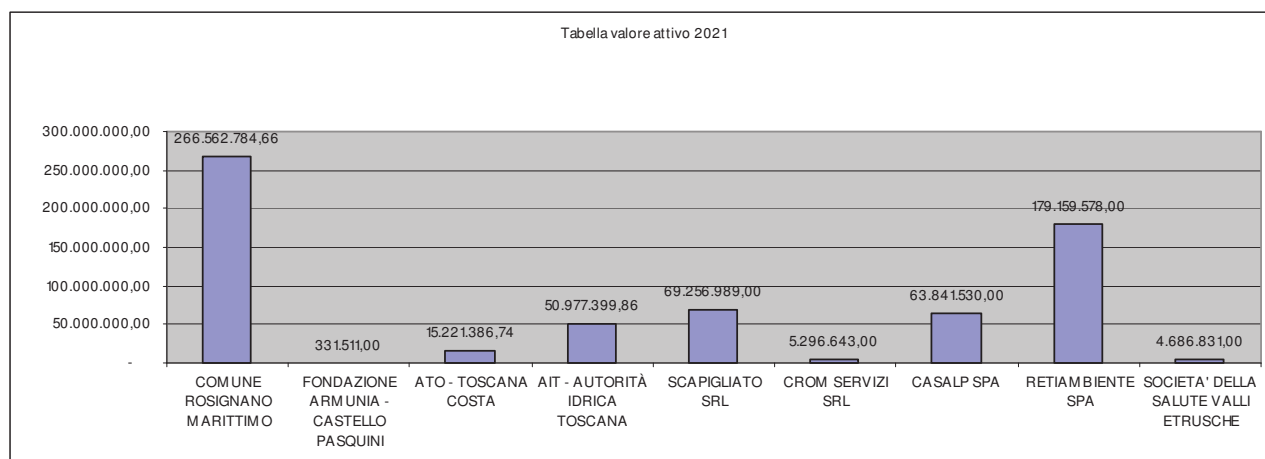 Tabella valore attivo 2021
300.000.000,00
250.000.000,00
200.000.000,00
150.000.000,00
100.000.000,00
50.000.000,00
-
266.562.784,66
331.511,00
15.221.386,74
50.977.399,86
69.256.989,00
5.296.643,00
63.841.530,00
179.159.578,00
4.686.831,00
COMUNE
ROSIGNANO
MARITTIMO
FONDAZIONE
ARMUNIA -
CASTELLO
PASQUINI
ATO - TOSCANA
COSTA
AIT - AUTORITÀ
IDRICA
TOSCANA
SCAPIGLIATO
SRL
CROM SERVIZI
SRL
CASALP SPA
RETIAMBIENTE
SPA
SOCIETA' DELLA
SALUTE VALLI
ETRUSCHE